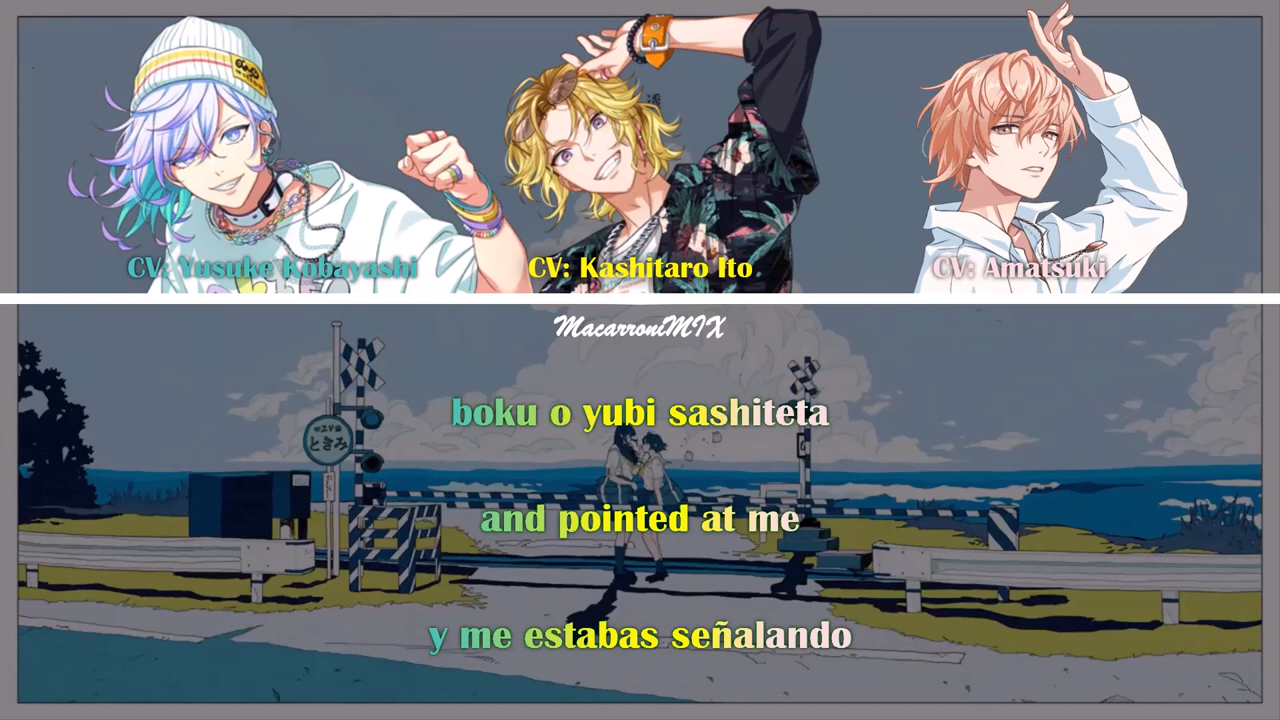 CV: Yusuke Kobayashi
CV: Kashitaro Ito
CV: Amatsuki
MacarroniMIX
boku o yubi sashiteta
ときみ
and pointed at me
y me estabas señalando